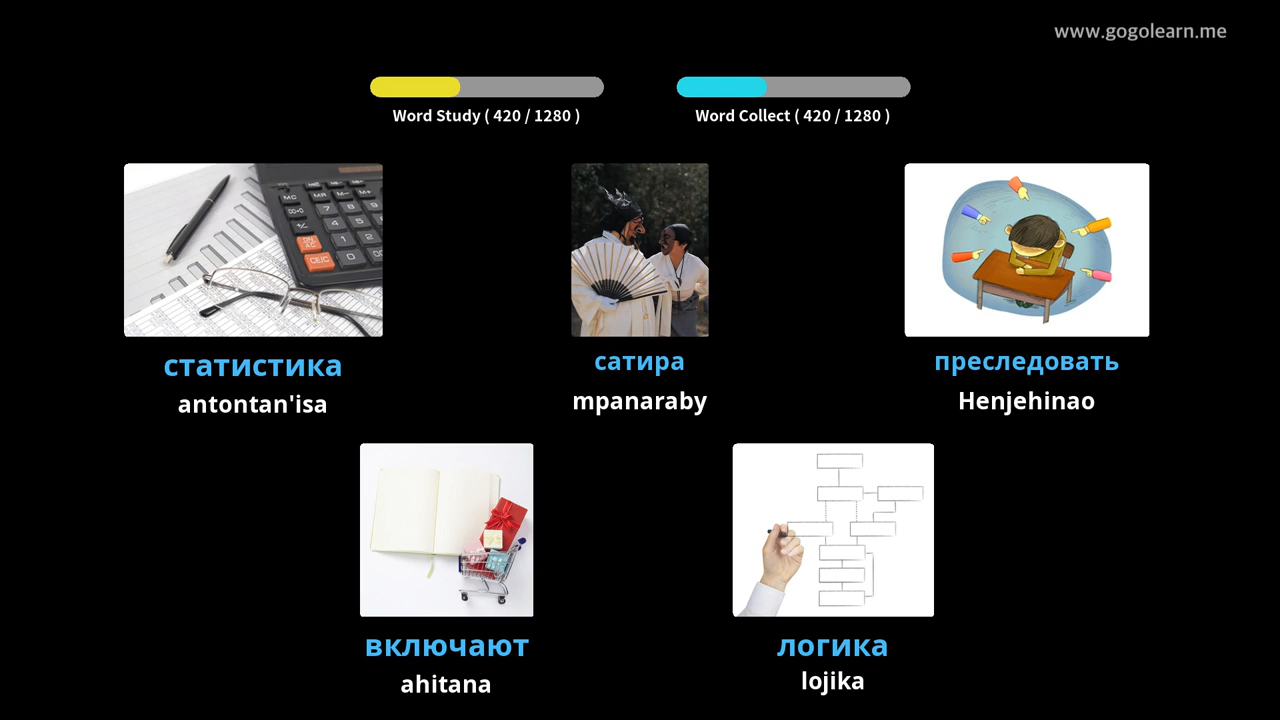 www.gogolearn.me
Word Study ( 420 / 1280 )
Word Collect ( 420 / 1280 )
статистика
antontan'isa
сатира
mpanaraby
преследовать
Henjehinao
включают
ahitana
логика
lojika